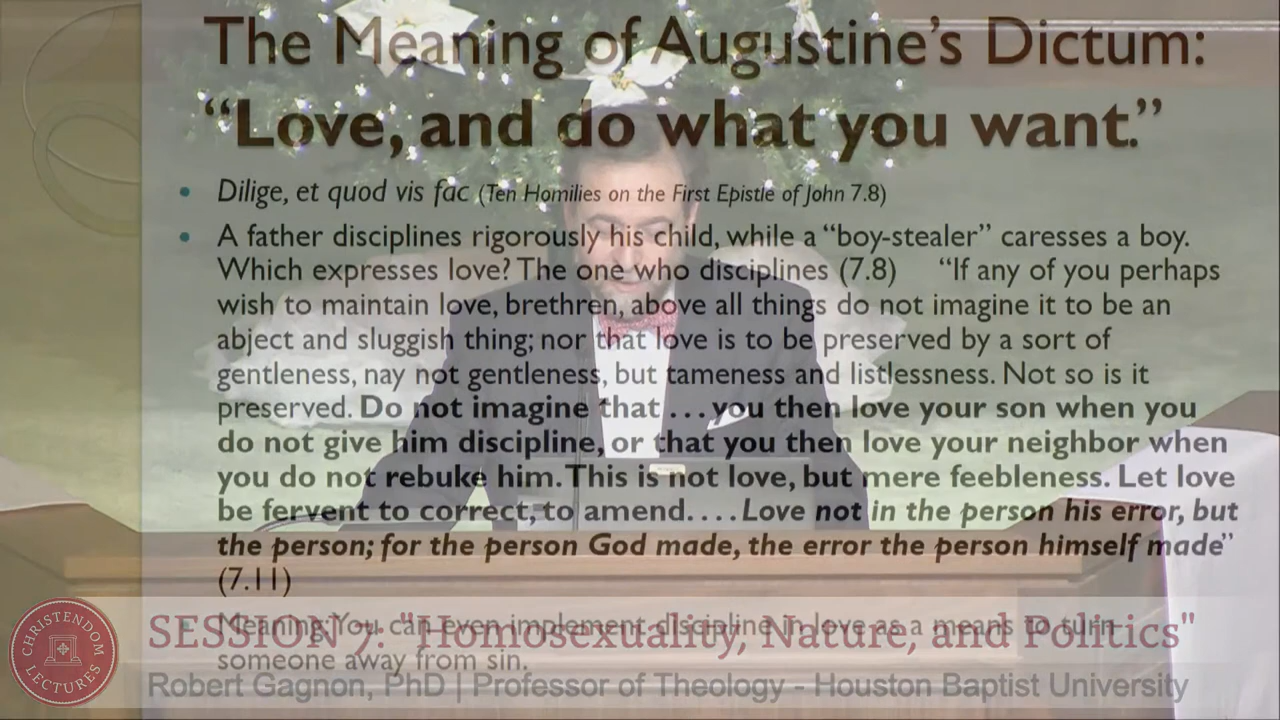 The Meaning of Augustine's Dictum:
"Love, and do what you want."
• Dilige, et quod vis fac (Ten Homilies on the First Epistle of John 7.8)
• A father disciplines rigorously his child, while a "boy-stealer" caresses a boy.
Which expresses love? The one who disciplines (7.8) "If any of you perhaps
wish to maintain love, brethren, above all things do not imagine it to be an
abject and sluggish thing; nor that love is to be preserved by a sort of
gentleness, nay not gentleness, but tameness and listlessness. Not so is it
preserved. Do not imagine that . . . you then love your son when you
do not give him discipline, or that you then love your neighbor when
you do not rebuke him. This is not love, but mere feebleness. Let love
be fervent to correct, to amend. . . . Love not in the person his error, but
the person; for the person God made, the error the person himself made"
(7.11)
• Meaning: You can even implement discipline in love as a means to turn
someone away from sin.
CHRISTENDOM LECTURES
SESSION 7: "Homosexuality, Nature, and Politics"
Robert Gagnon, PhD | Professor of Theology - Houston Baptist University